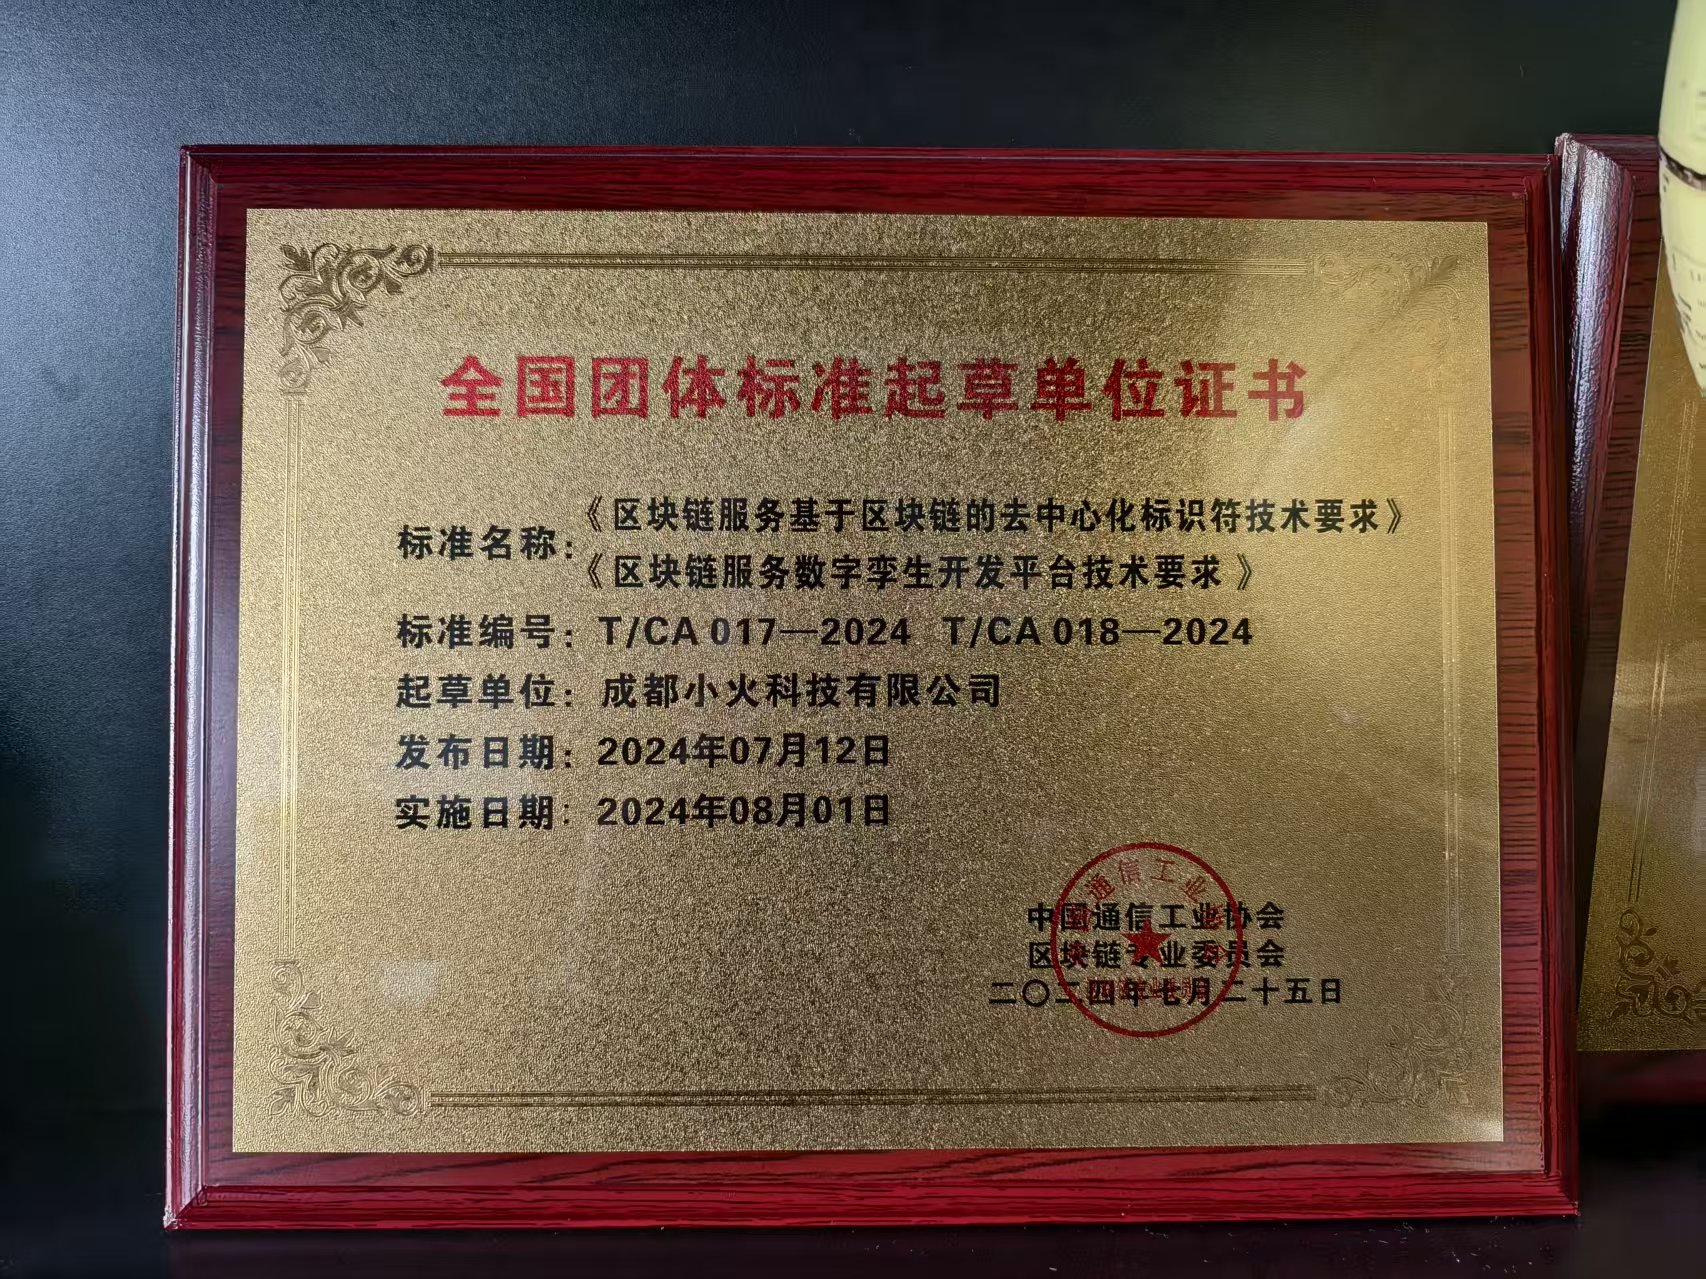 全国团体标准起草单位证书
标准名称：《区块链服务基于区块链的去中心化标识符技术要求》
《区块链服务数字孪生开发平台技术要求》
标准编号：T/CA 017—2024 T/CA 018—2024
起草单位：成都小火科技有限公司
发布日期：2024年07月12日
实施日期：2024年08月01日
中国通信工业协会
区块链专业委员会
二〇二四年七月二十五日
通信工业